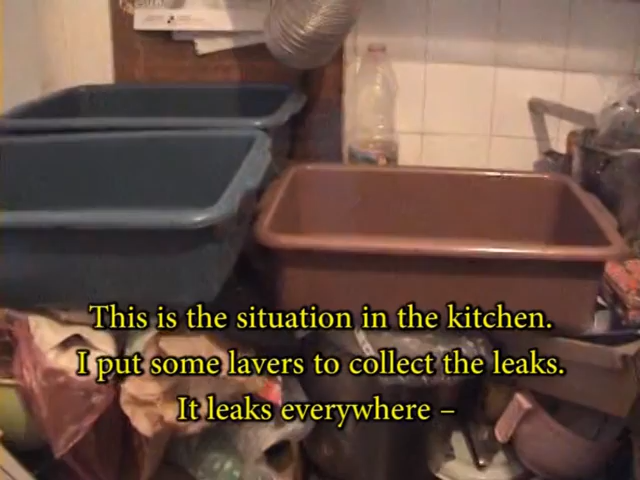 This is the situation in the kitchen.
I put some lavers to collect the leaks.
It leaks everywhere –